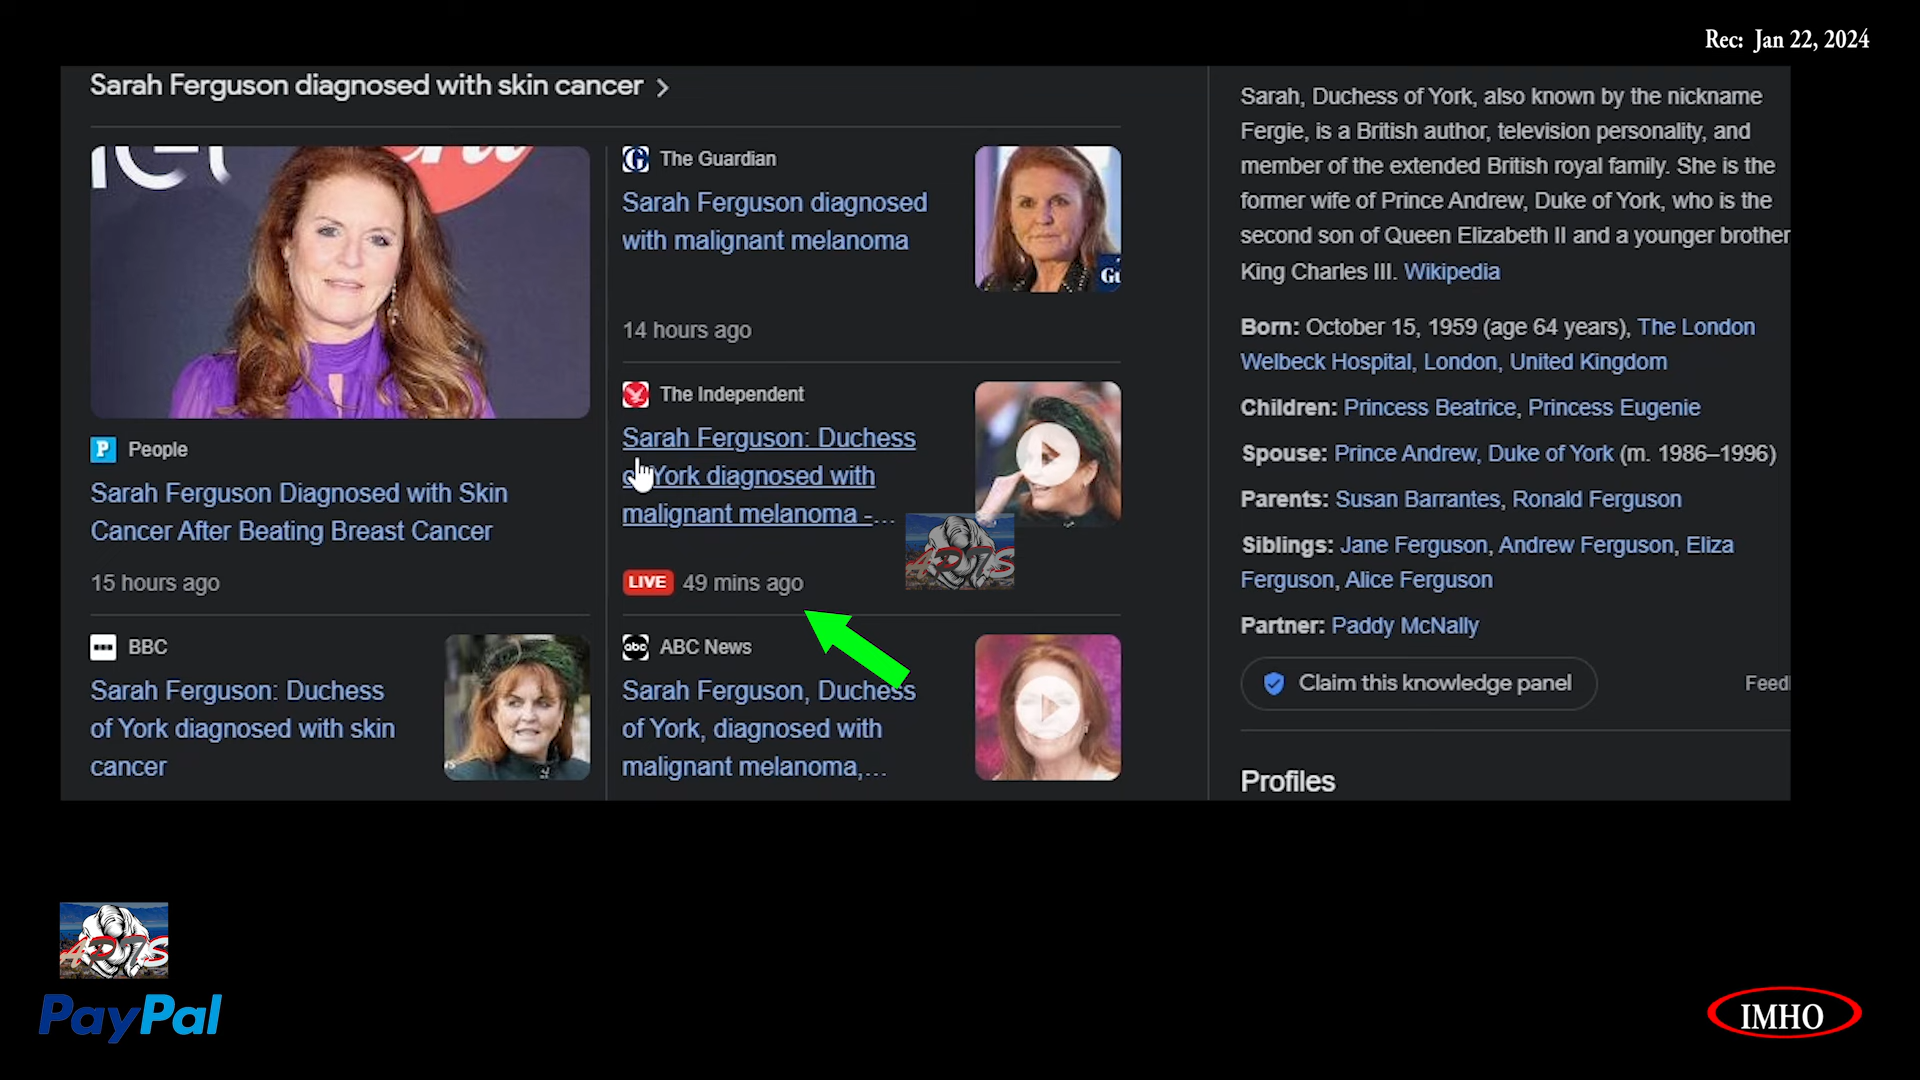 Rec: Jan 22, 2024
Sarah Ferguson diagnosed with skin cancer >
People
Sarah Ferguson Diagnosed with Skin
Cancer After Beating Breast Cancer
15 hours ago
BBC
Sarah Ferguson: Duchess
of York diagnosed with skin
cancer
The Guardian
Sarah Ferguson diagnosed
with malignant melanoma
14 hours ago
The Independent
Sarah Ferguson: Duchess
of York diagnosed with
malignant melanoma -...
LIVE 49 mins ago
ABC News
Sarah Ferguson, Duchess
of York, diagnosed with
malignant melanoma,...
Sarah, Duchess of York, also known by the nickname
Fergie, is a British author, television personality, and
member of the extended British royal family. She is the
former wife of Prince Andrew, Duke of York, who is the
second son of Queen Elizabeth II and a younger brother
King Charles III. Wikipedia
Born: October 15, 1959 (age 64 years), The London
Welbeck Hospital, London, United Kingdom
Children: Princess Beatrice, Princess Eugenie
Spouse: Prince Andrew, Duke of York (m. 1986–1996)
Parents: Susan Barrantes, Ronald Ferguson
Siblings: Jane Ferguson, Andrew Ferguson, Eliza
Ferguson, Alice Ferguson
Partner: Paddy McNally
Claim this knowledge panel
Feed
Profiles
PayPal
IMHO